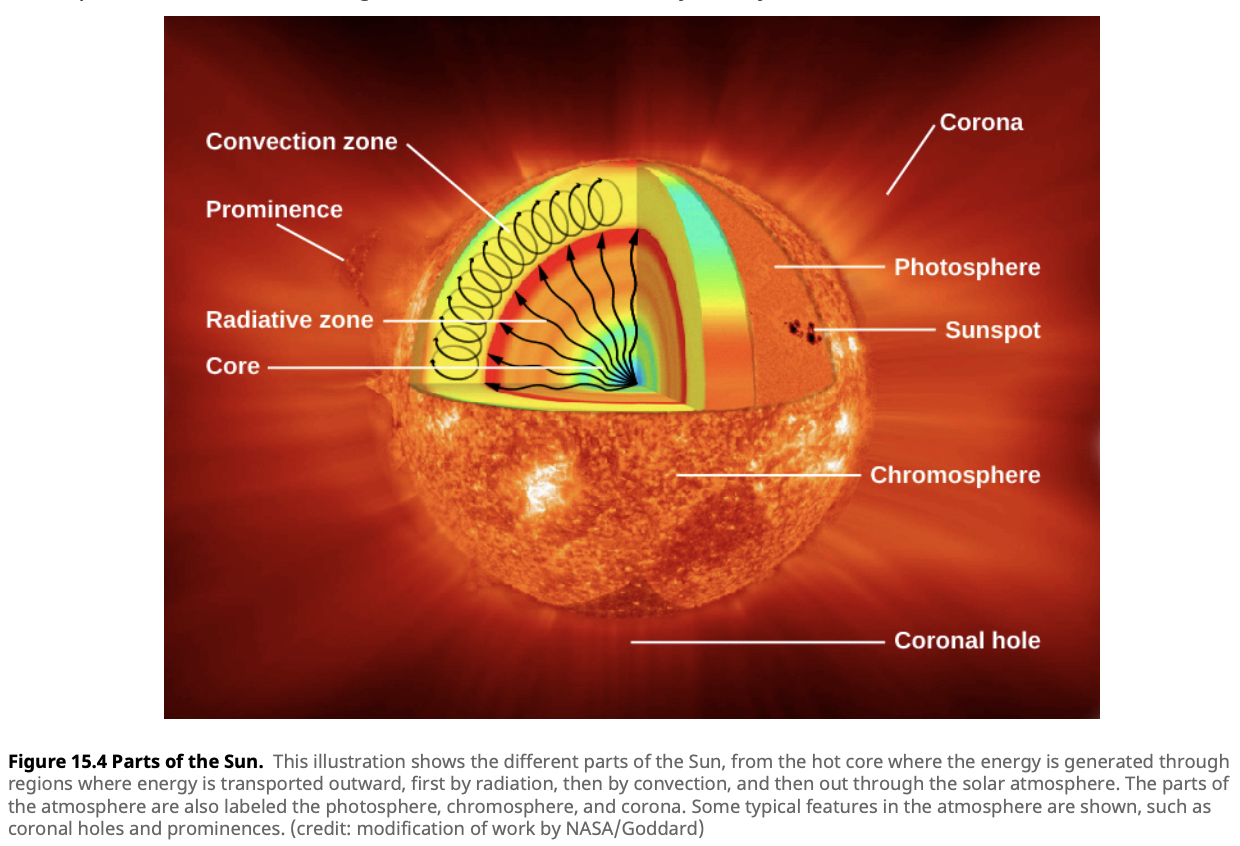 Convection zone
Corona
Prominence
Photosphere
Radiative zone
Sunspot
Core
Chromosphere
Coronal hole
Figure 15.4 Parts of the Sun. This illustration shows the different parts of the Sun, from the hot core where the energy is generated through
regions where energy is transported outward, first by radiation, then by convection, and then out through the solar atmosphere. The parts of
the atmosphere are also labeled the photosphere, chromosphere, and corona. Some typical features in the atmosphere are shown, such as
coronal holes and prominences. (credit: modification of work by NASA/Goddard)